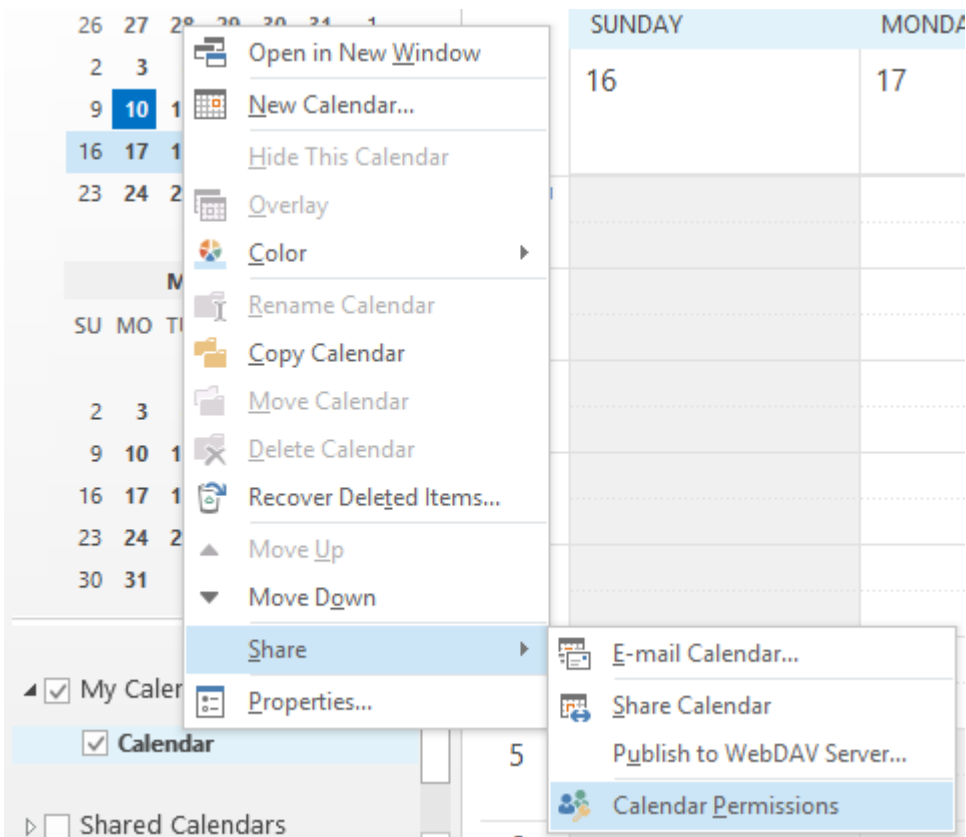 26 27 28 29 30 31 1
2 3
9 10 1
16 17 1
23 24 2
M
SU MO TU
2 3
9 10 1
16 17 1
23 24 2
30 31
My Calen
Calendar
Shared Calendars
Open in New Window
New Calendar...
Hide This Calendar
Overlay
Color
Rename Calendar
Copy Calendar
Move Calendar
Delete Calendar
Recover Deleted Items...
Move Up
Move Down
Share
Properties...
E-mail Calendar...
Share Calendar
Publish to WebDAV Server...
Calendar Permissions
SUNDAY MONDA
16 17
5